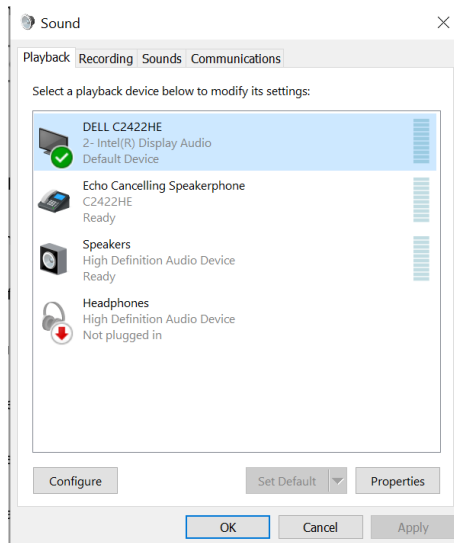 Sound
Playback Recording Sounds Communications
Select a playback device below to modify its settings:
DELL C2422HE
2- Intel(R) Display Audio
Default Device
Echo Cancelling Speakerphone
C2422HE
Ready
Speakers
High Definition Audio Device
Ready
Headphones
High Definition Audio Device
Not plugged in
Configure Set Default Properties
OK Cancel Apply